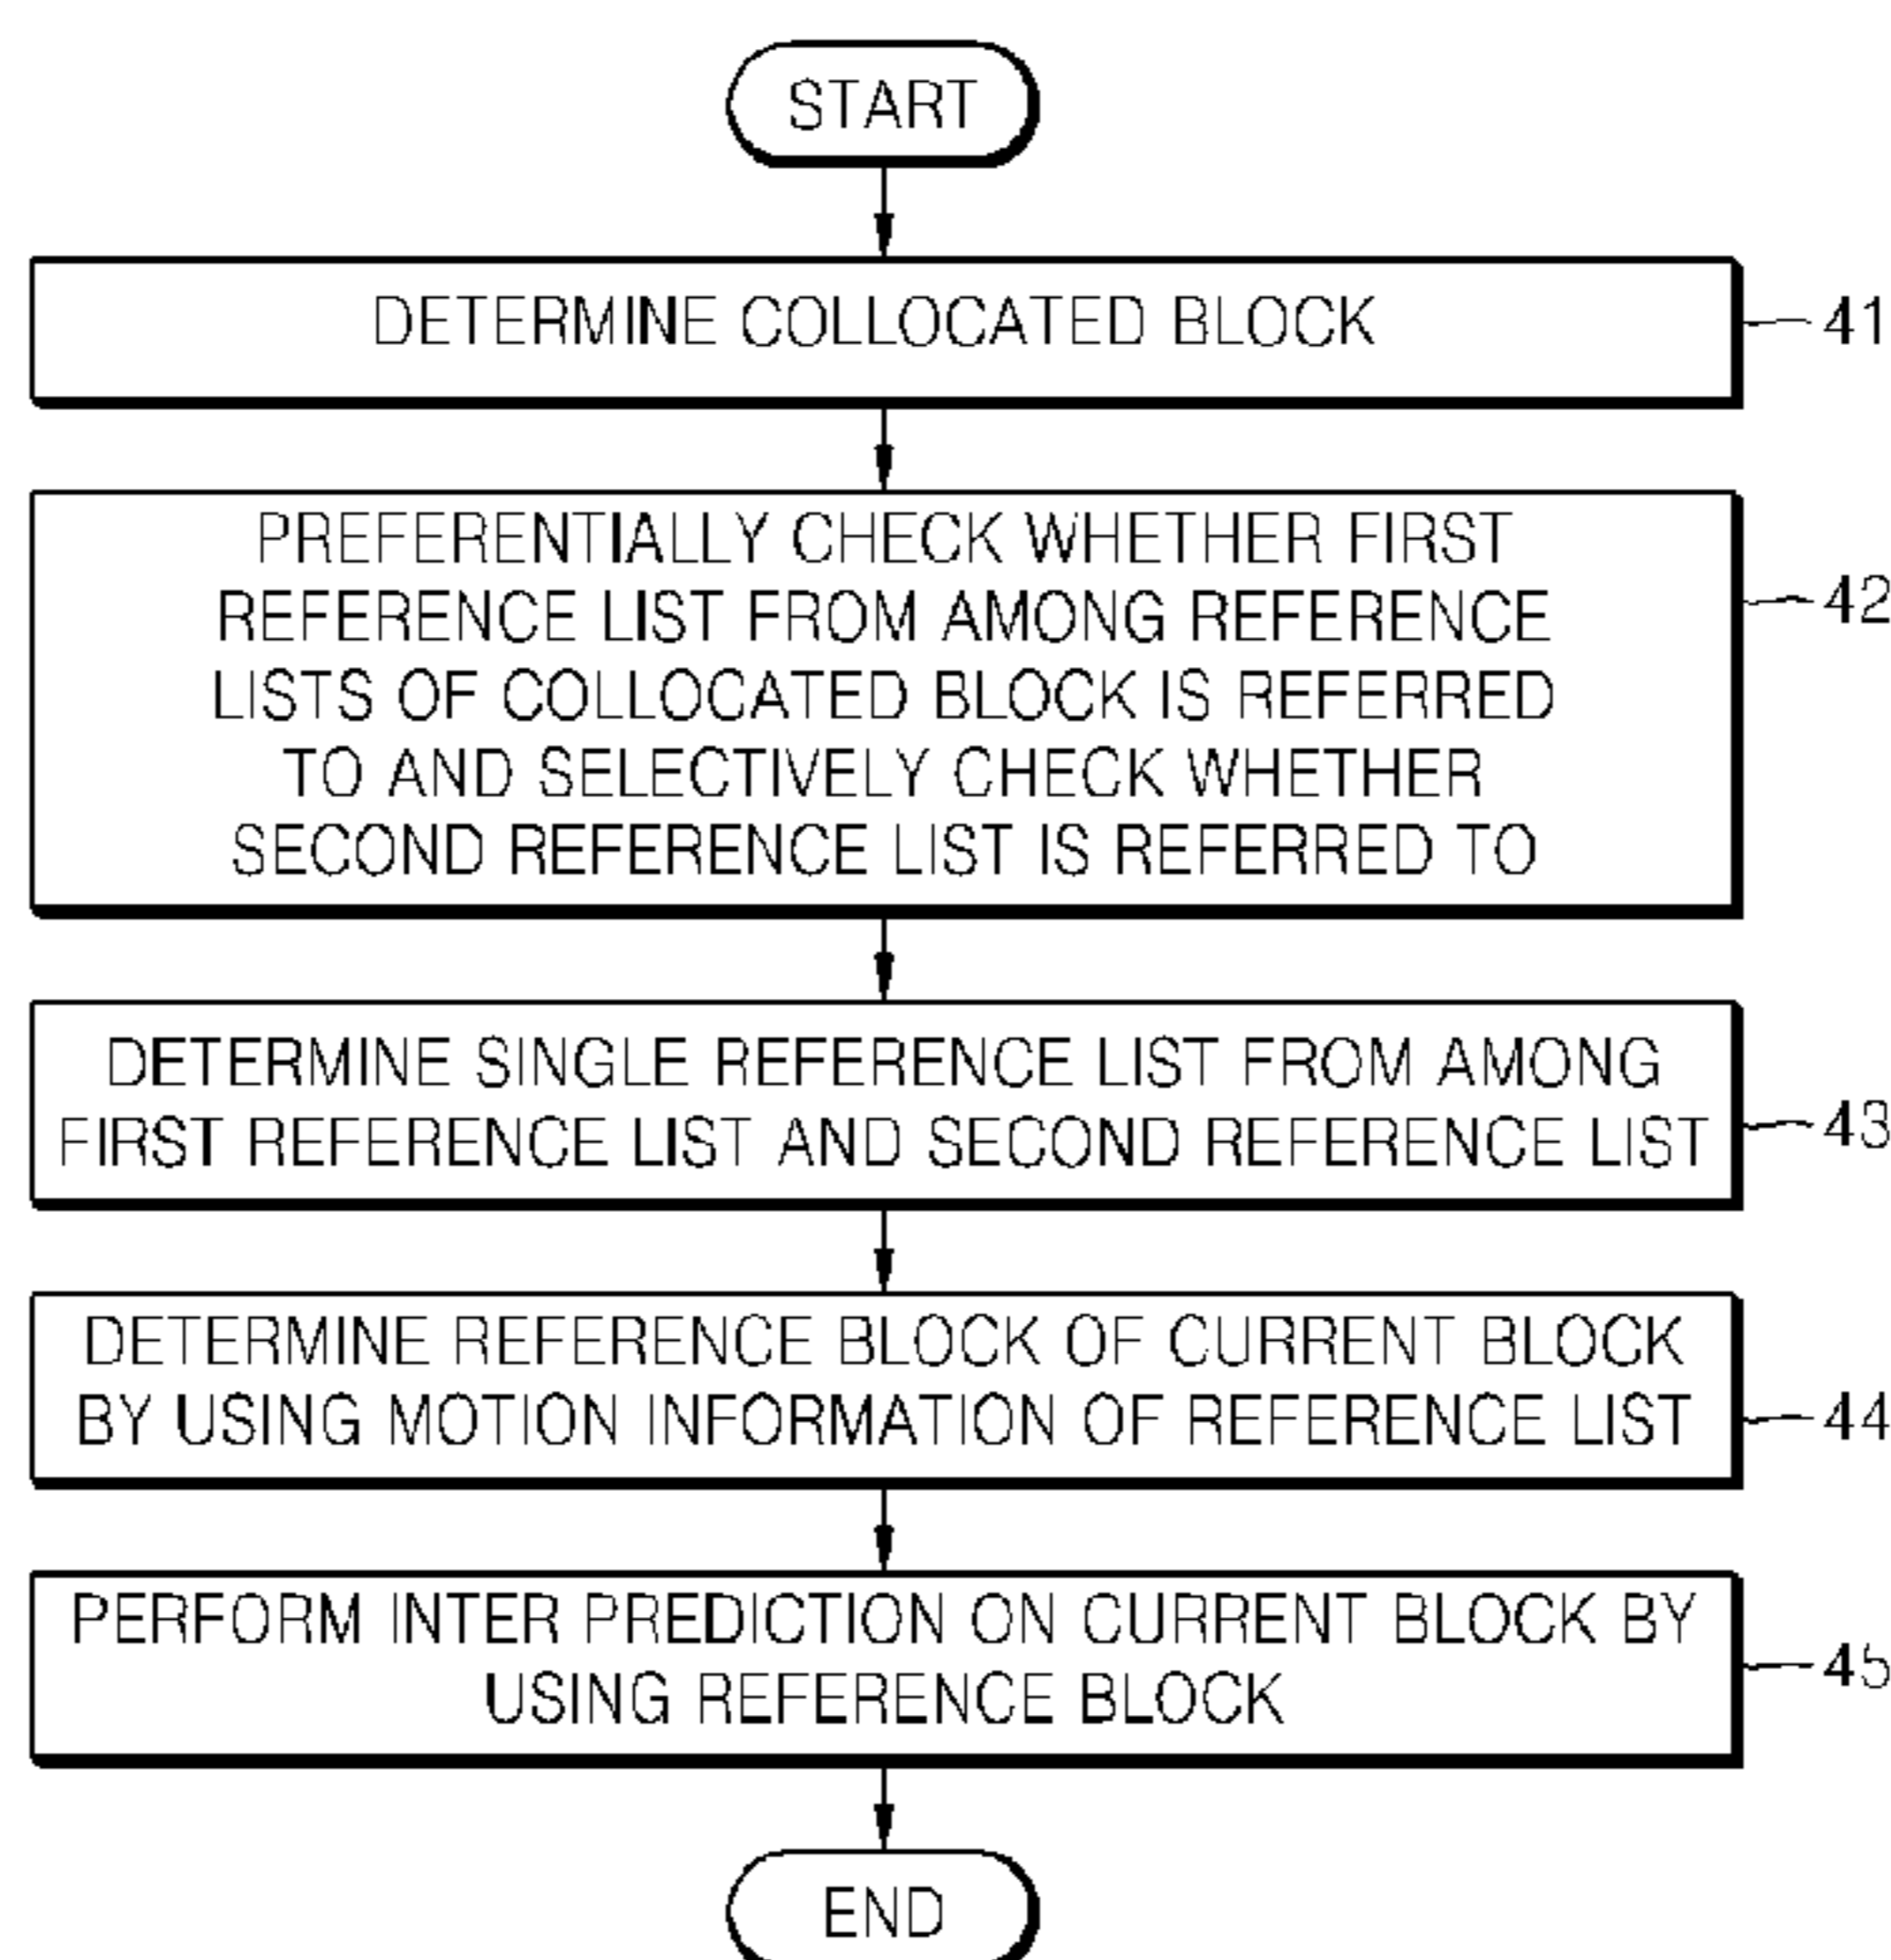 START
DETERMINE COLLOCATED BLOCK
41
PREFERENTIALLY CHECK WHETHER FIRST
REFERENCE LIST FROM AMONG REFERENCE
LISTS OF COLLOCATED BLOCK IS REFERRED
TO AND SELECTIVELY CHECK WHETHER
SECOND REFERENCE LIST IS REFERRED TO
42
DETERMINE SINGLE REFERENCE LIST FROM AMONG
FIRST REFERENCE LIST AND SECOND REFERENCE LIST
43
DETERMINE REFERENCE BLOCK OF CURRENT BLOCK
BY USING MOTION INFORMATION OF REFERENCE LIST
44
PERFORM INTER PREDICTION ON CURRENT BLOCK BY
USING REFERENCE BLOCK
45
END